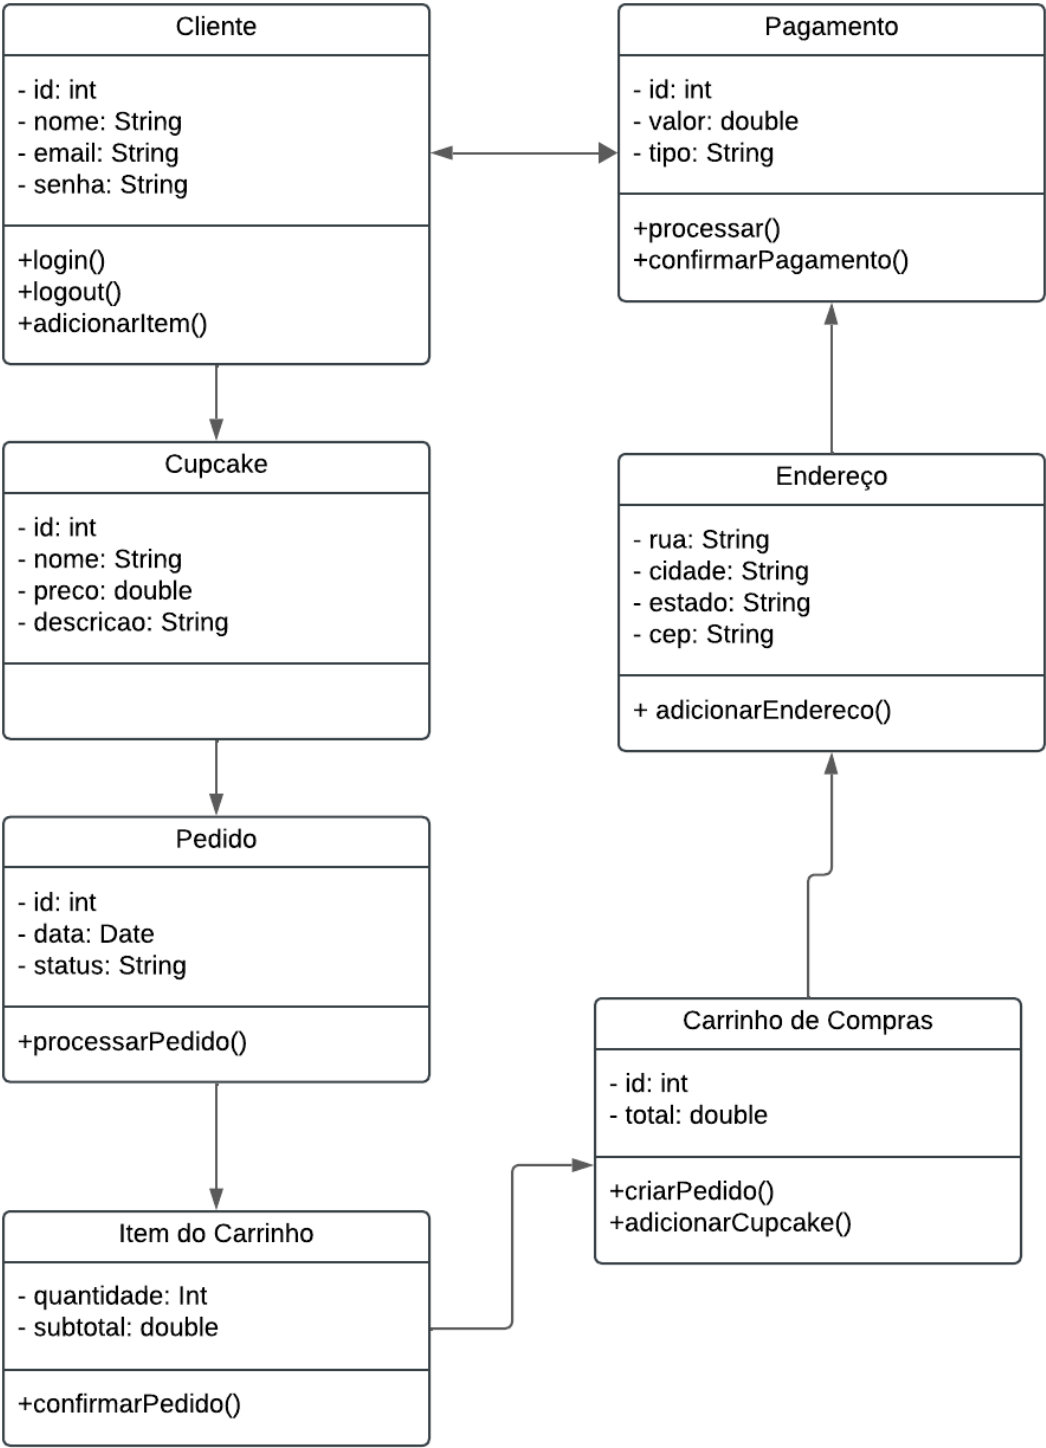 Cliente
- id: int
- nome: String
- email: String
- senha: String
+login()
+logout()
+adicionarItem()
Cupcake
- id: int
- nome: String
- preco: double
- descricao: String
Pedido
- id: int
- data: Date
- status: String
+processarPedido()
Item do Carrinho
- quantidade: Int
- subtotal: double
+confirmarPedido()
Carrinho de Compras
- id: int
- total: double
+criarPedido()
+adicionarCupcake()
Endereço
- rua: String
- cidade: String
- estado: String
- cep: String
+ adicionarEndereco()
Pagamento
- id: int
- valor: double
- tipo: String
+processar()
+confirmarPagamento()